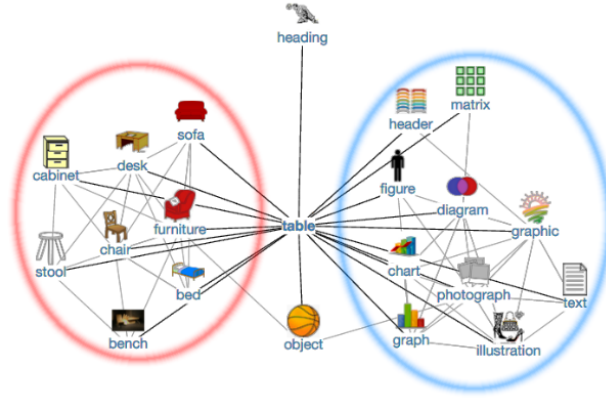 heading
matrix
header
sofa
desk
cabinet
figure
diagram
furniture
table
graphic
chair
stool
chart
bed
photograph
text
bench
object
graph
illustration